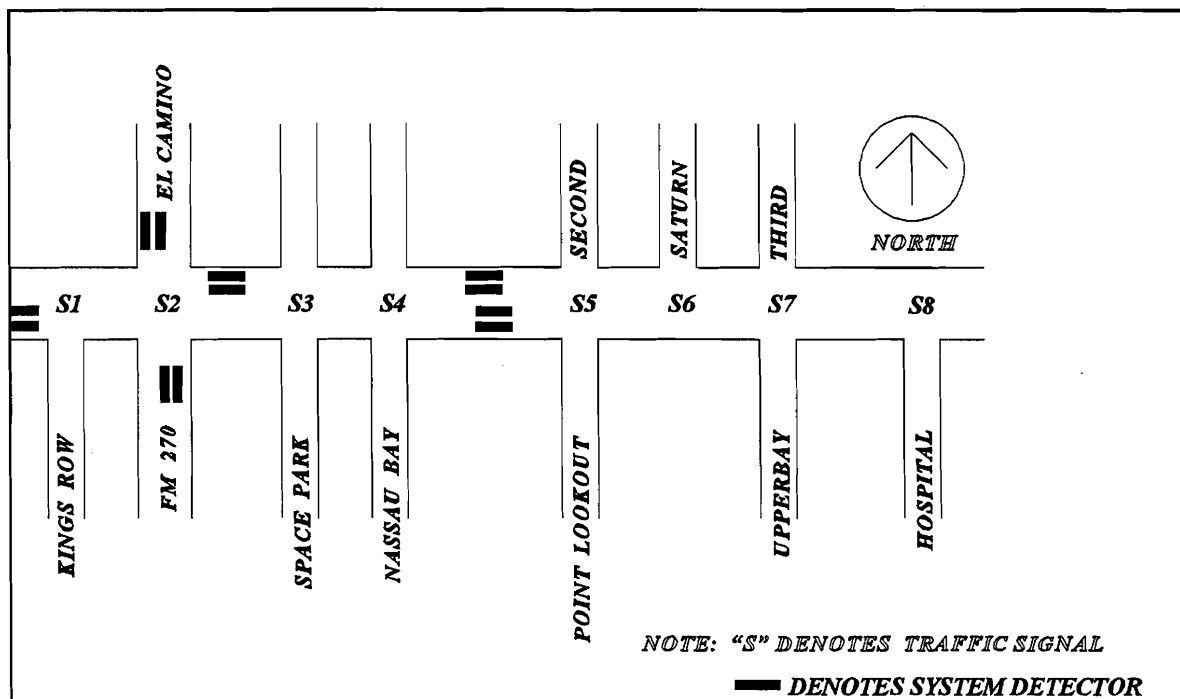 EL CAMINO
SECOND
SATURN
THIRD
NORTH
S1
S2
S3
S4
S5
S6
S7
S8
KINGS ROW
FM 270
SPACE PARK
NASSAU BAY
POINT LOOKOUT
UPPERBAY
HOSPITAL
NOTE: “S” DENOTES TRAFFIC SIGNAL
DENOTES SYSTEM DETECTOR